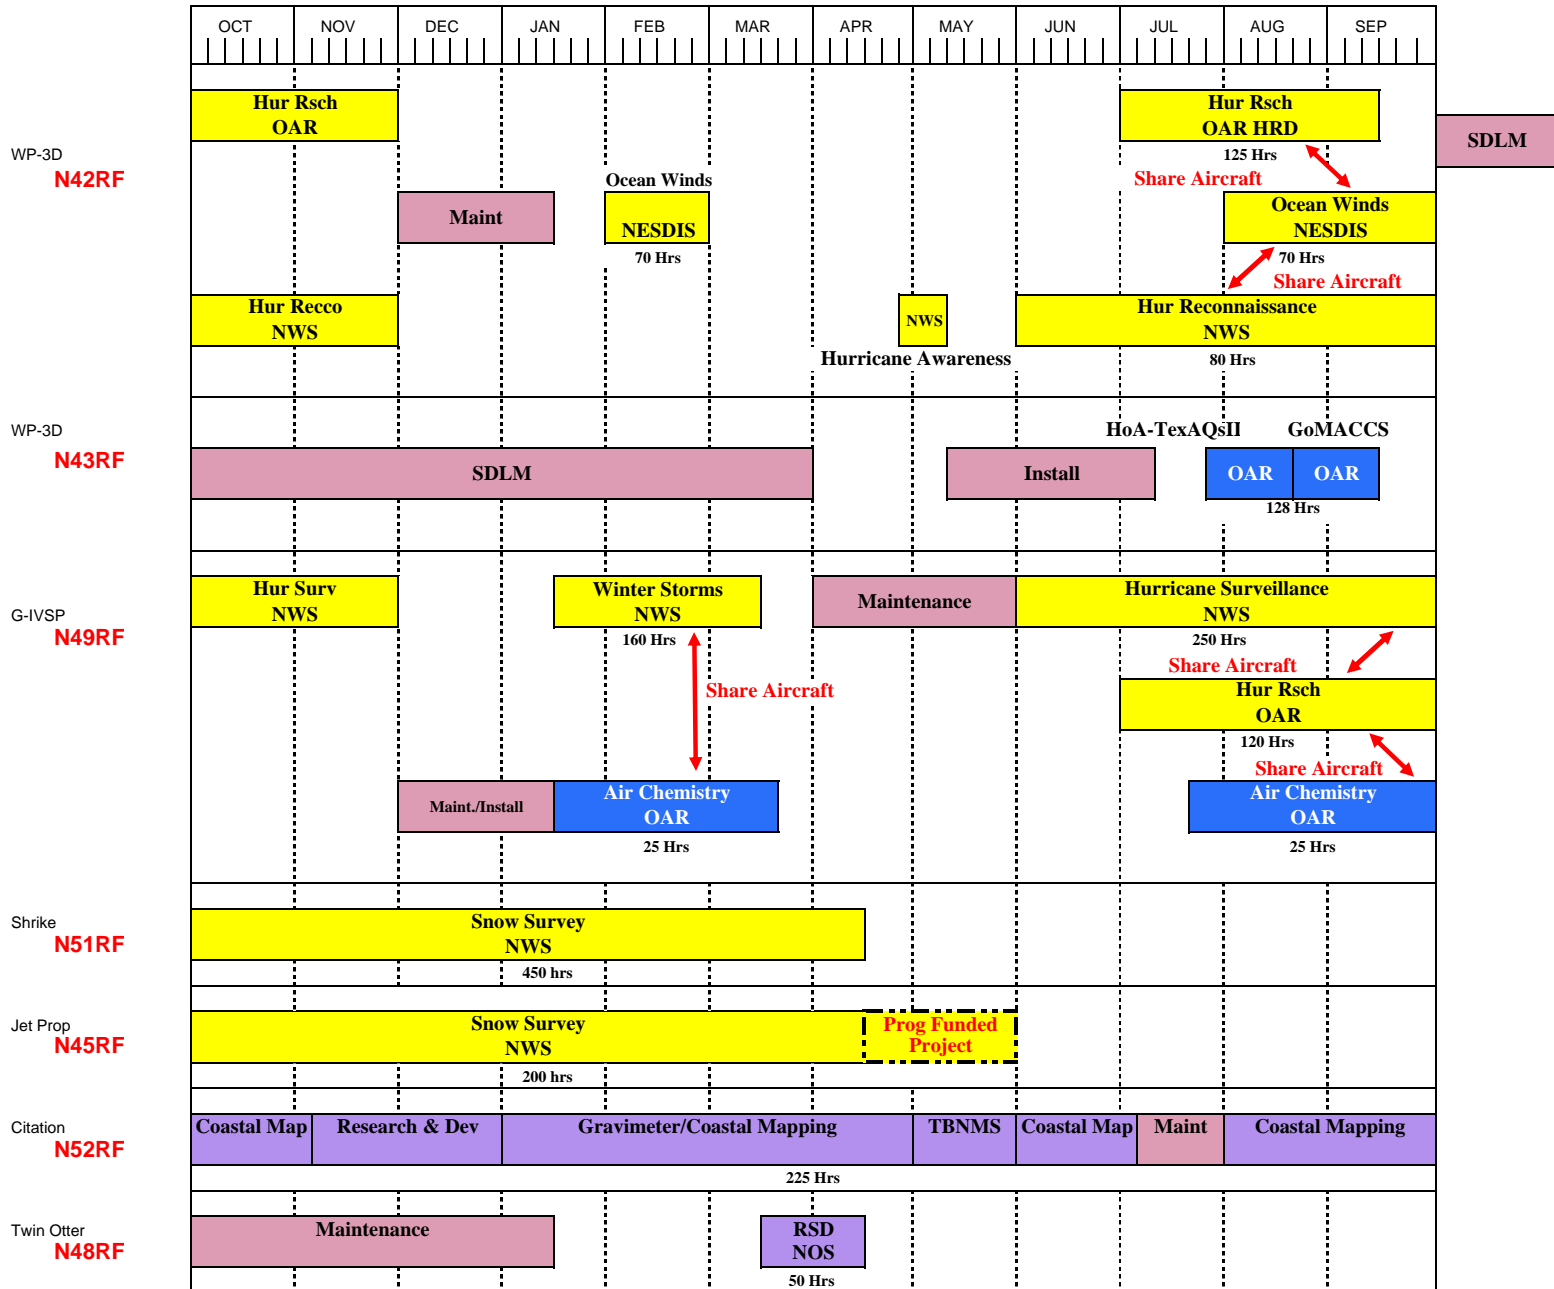 OCT NOV DEC JAN FEB MAR APR MAY JUN JUL AUG SEP
WP-3D
N42RF
Hur Rsch
OAR
Hur Rsch
OAR HRD
125 Hrs
SDLM
Share Aircraft
Maint
Ocean Winds
NESDIS
70 Hrs
Ocean Winds
NESDIS
70 Hrs
Share Aircraft
Hur Recco
NWS
NWS
Hurricane Awareness
Hur Reconnaissance
NWS
80 Hrs
WP-3D
N43RF
SDLM
Install
HoA-TexAQsII
GoMACCS
OAR
OAR
128 Hrs
G-IVSP
N49RF
Hur Surv
NWS
Winter Storms
NWS
160 Hrs
Maintenance
Hurricane Surveillance
NWS
250 Hrs
Share Aircraft
Share Aircraft
Hur Rsch
OAR
120 Hrs
Share Aircraft
Maint./Install
Air Chemistry
OAR
25 Hrs
Air Chemistry
OAR
25 Hrs
Shrike
N51RF
Snow Survey
NWS
450 hrs
Jet Prop
N45RF
Snow Survey
NWS
200 hrs
Prog Funded
Project
Citation
N52RF
Coastal Map
Research & Dev
Gravimeter/Coastal Mapping
TBNMS
Coastal Map
Maint
Coastal Mapping
225 Hrs
Twin Otter
N48RF
Maintenance
RSD
NOS
50 Hrs